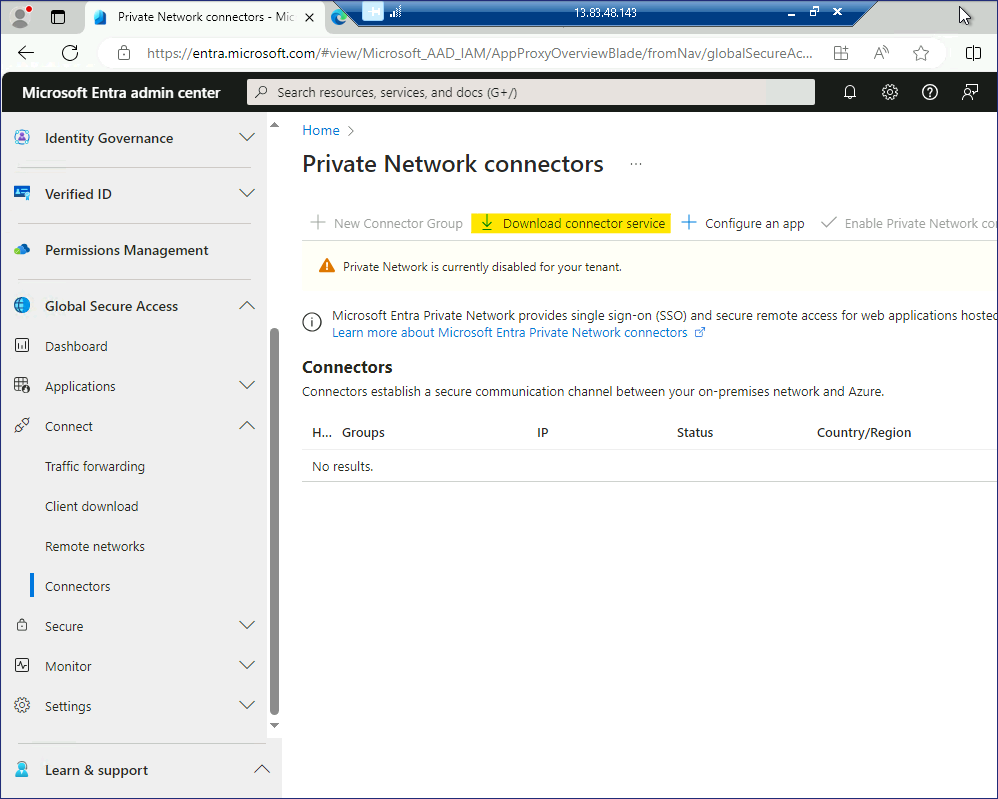 Private Network connectors - Mic
13.83.48.143
https://entra.microsoft.com/#view/Microsoft_AAD_IAM/AppProxyOverviewBlade/fromNav/globalSecureAc...
Microsoft Entra admin center
Search resources, services, and docs (G+/)
Identity Governance
Verified ID
Permissions Management
Global Secure Access
Dashboard
Applications
Connect
Traffic forwarding
Client download
Remote networks
Connectors
Secure
Monitor
Settings
Learn & support
Home
Private Network connectors ...
New Connector Group Download connector service Configure an app Enable Private Network co
Private Network is currently disabled for your tenant.
Microsoft Entra Private Network provides single sign-on (SSO) and secure remote access for web applications hosted
Learn more about Microsoft Entra Private Network connectors
Connectors
Connectors establish a secure communication channel between your on-premises network and Azure.
H... Groups IP Status Country/Region
No results.